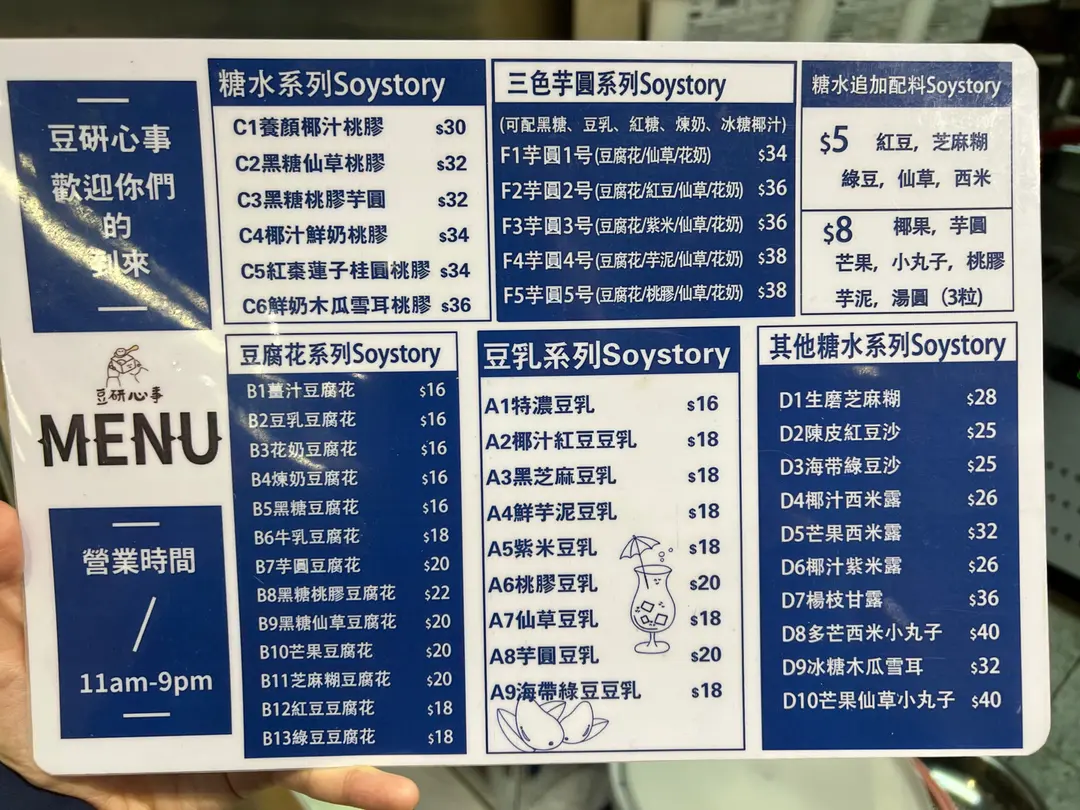 豆研心事
歡迎你們
的
到來
豆研心事
MENU
營業時間
/
11am-9pm
糖水系列Soystory
C1養顏椰汁桃膠 $30
C2黑糖仙草桃膠 $32
C3黑糖桃膠芋圓 $32
C4椰汁鮮奶桃膠 $34
C5紅棗蓮子桂圓桃膠 $34
C6鮮奶木瓜雪耳桃膠 $36
三色芋圓系列Soystory
(可配黑糖、豆乳、紅糖、煉奶、冰糖椰汁)
F1芋圓1号(豆腐花/仙草/花奶) $34
F2芋圓2号(豆腐花/紅豆/仙草/花奶) $36
F3芋圓3号(豆腐花/紫米/仙草/花奶) $36
F4芋圓4号(豆腐花/芋泥/仙草/花奶) $38
F5芋圓5号(豆腐花/桃膠/仙草/花奶) $38
糖水追加配料Soystory
$5 紅豆，芝麻糊
綠豆，仙草，西米
$8 椰果，芋圓
芒果，小丸子，桃膠
芋泥，湯圓（3粒)
豆腐花系列Soystory
B1薑汁豆腐花 $16
B2豆乳豆腐花 $16
B3花奶豆腐花 $16
B4煉奶豆腐花 $16
B5黑糖豆腐花 $16
B6牛乳豆腐花 $18
B7芋圓豆腐花 $20
B8黑糖桃膠豆腐花 $22
B9黑糖仙草豆腐花 $20
B10芒果豆腐花 $20
B11芝麻糊豆腐花 $20
B12紅豆豆腐花 $18
B13綠豆豆腐花 $18
豆乳系列Soystory
A1特濃豆乳 $16
A2椰汁紅豆豆乳 $18
A3黑芝麻豆乳 $18
A4鮮芋泥豆乳 $18
A5紫米豆乳 $18
A6桃膠豆乳 $20
A7仙草豆乳 $18
A8芋圓豆乳 $20
A9海帶綠豆豆乳 $18
其他糖水系列Soystory
D1生磨芝麻糊 $28
D2陳皮紅豆沙 $25
D3海带綠豆沙 $25
D4椰汁西米露 $26
D5芒果西米露 $32
D6椰汁紫米露 $26
D7楊枝甘露 $36
D8多芒西米小丸子 $40
D9冰糖木瓜雪耳 $32
D10芒果仙草小丸子 $40